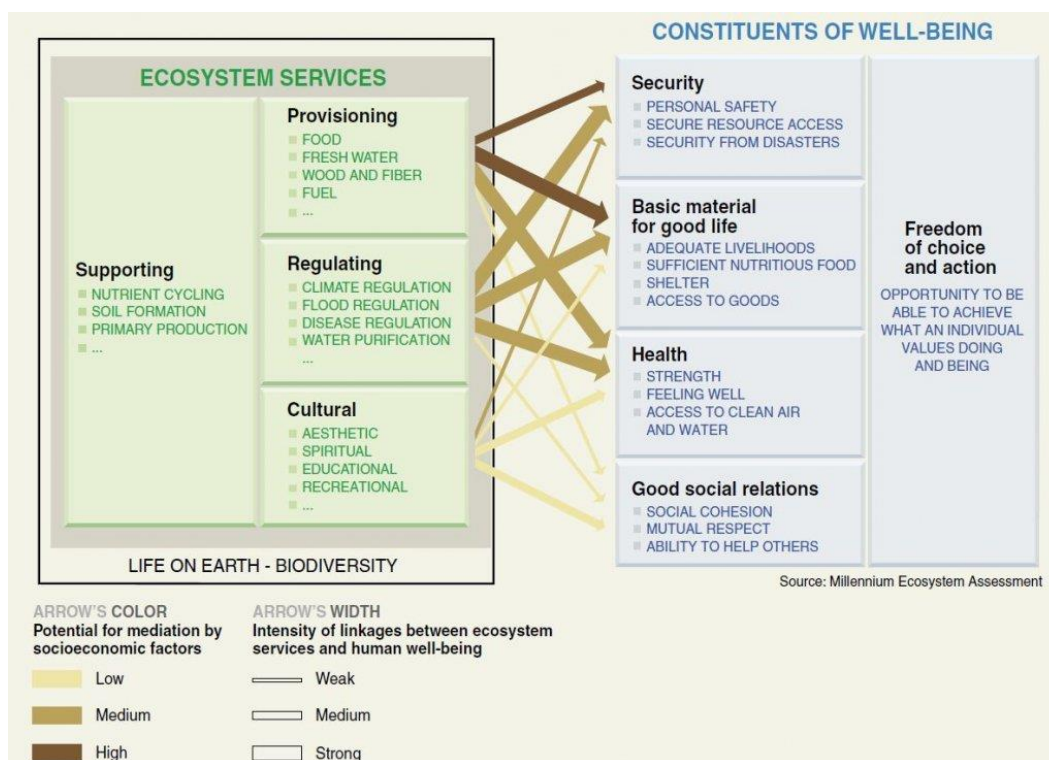 CONSTITUENTS OF WELL-BEING
ECOSYSTEM SERVICES
Supporting
NUTRIENT CYCLING
SOIL FORMATION
PRIMARY PRODUCTION
...
Provisioning
FOOD
FRESH WATER
WOOD AND FIBER
FUEL
...
Regulating
CLIMATE REGULATION
FLOOD REGULATION
DISEASE REGULATION
WATER PURIFICATION
...
Cultural
AESTHETIC
SPIRITUAL
EDUCATIONAL
RECREATIONAL
...
LIFE ON EARTH - BIODIVERSITY
Security
PERSONAL SAFETY
SECURE RESOURCE ACCESS
SECURITY FROM DISASTERS
Basic material
for good life
ADEQUATE LIVELIHOODS
SUFFICIENT NUTRITIOUS FOOD
SHELTER
ACCESS TO GOODS
Health
STRENGTH
FEELING WELL
ACCESS TO CLEAN AIR
AND WATER
Good social relations
SOCIAL COHESION
MUTUAL RESPECT
ABILITY TO HELP OTHERS
Freedom
of choice
and action
OPPORTUNITY TO BE
ABLE TO ACHIEVE
WHAT AN INDIVIDUAL
VALUES DOING
AND BEING
Source: Millennium Ecosystem Assessment
ARROW'S COLOR
Potential for mediation by
socioeconomic factors
Low
Medium
High
ARROW'S WIDTH
Intensity of linkages between ecosystem
services and human well-being
Weak
Medium
Strong